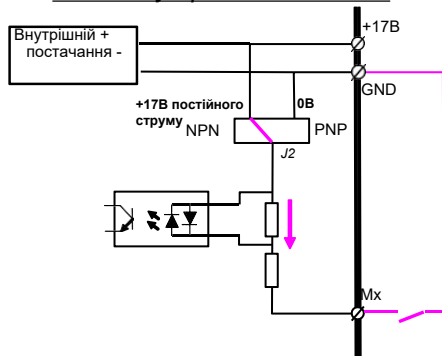 +17В
Внутрішній +
постачання -
GND
+17В постійного
струму
0В
NPN
PNP
J2
Mx